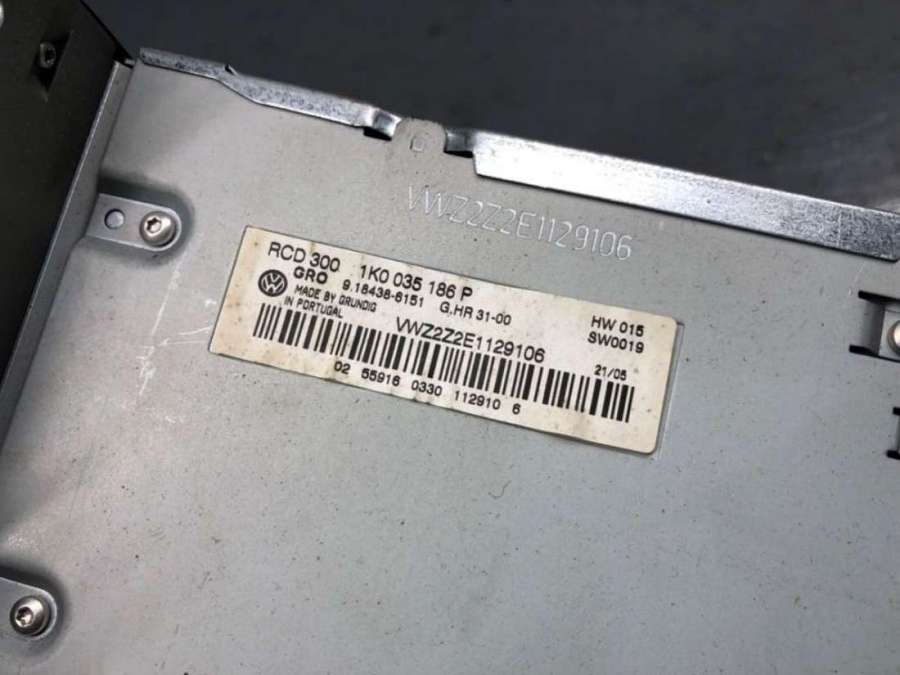 VWZ2Z2E1129106
RCD 300 1K0 035 186 P
GRO 9.18438-6151 G.HR 31-00 HW 015
MADE BY GRUNDIG SW0019
IN PORTUGAL VWZ2Z2E1129106 21/05
02 55916 0330 112910 6